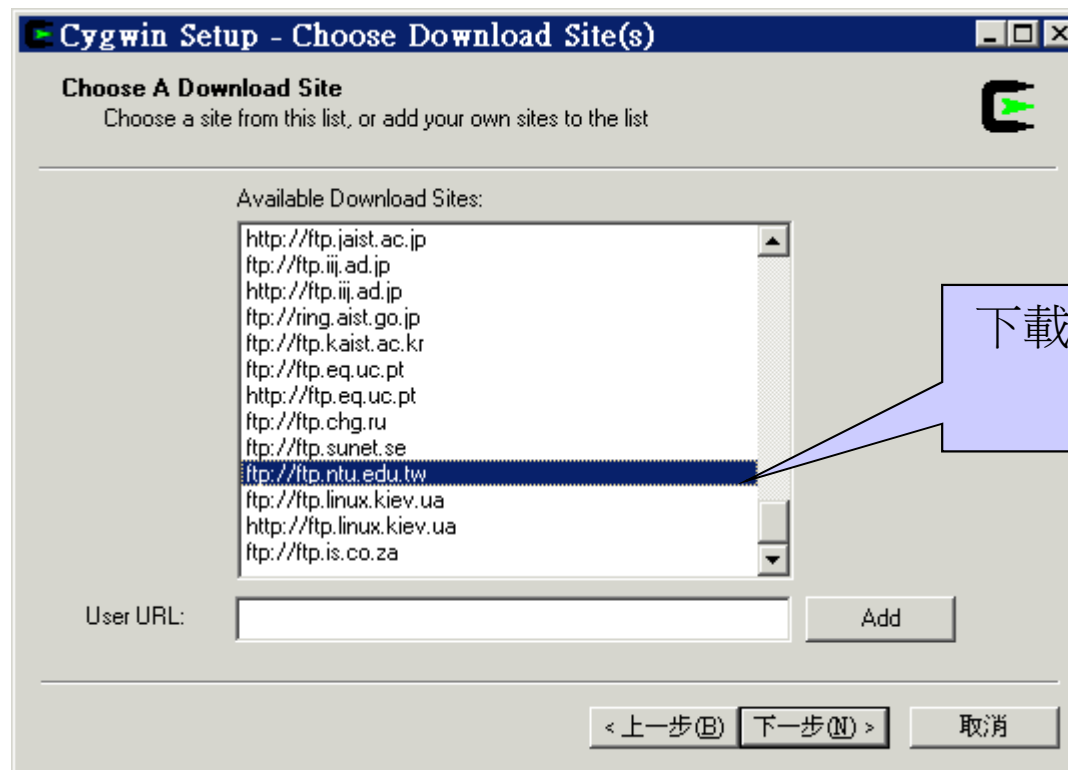 Cygwin Setup - Choose Download Site(s)
Choose A Download Site
Choose a site from this list, or add your own sites to the list
Available Download Sites:
http://ftp.jaist.ac.jp
ftp://ftp.iij.ad.jp
http://ftp.iij.ad.jp
ftp://ring.aist.go.jp
ftp://ftp.kaist.ac.kr
ftp://ftp.eq.uc.pt
http://ftp.eq.uc.pt
ftp://ftp.chg.ru
ftp://ftp.sunet.se
ftp://ftp.ntu.edu.tw
ftp://ftp.linux.kiev.ua
http://ftp.linux.kiev.ua
ftp://ftp.is.co.za
下載
User URL:
Add
< 上一步(B)
下一步(N) >
取消